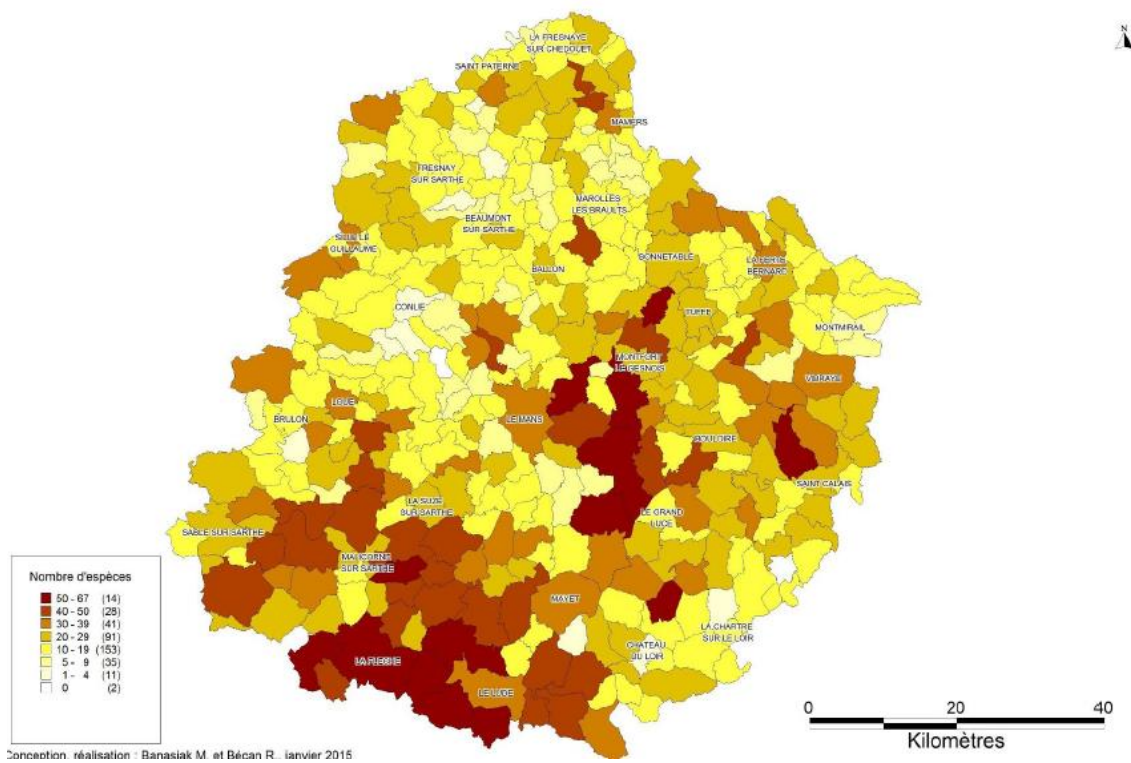 LA FRESNAYE
SUR CHEDOUET
SAINT PATERNE
MAMERS
FRESNAY
SUR SARTHE
MAROLLES
LES BRAULTS
BEAUMONT
SUR SARTHE
SILLE LE
GUILLAUME
BONNETABLE
LA FERTE
BERNARD
BALLON
CONLIE
TUFFE
MONTMIRAIL
MONTFORT
LE GESNOIS
VIBRAYE
LOUE
BRULON
LE MANS
BOULOIRE
SAINT CALAIS
LA SUZE
SUR SARTHE
LE GRAND
LUCE
SABLE SUR SARTHE
MALICORNE
SUR SARTHE
MAYET
LA CHARTRE
SUR LE LOIR
CHATEAU
DU LOIR
LA FLECHE
LE LUDE
Nombre d'espèces
50 - 67 (14)
40 - 50 (28)
30 - 39 (41)
20 - 29 (91)
10 - 19 (153)
5 - 9 (35)
1 - 4 (11)
0 (2)
0 20 40
Kilomètres
Conception, réalisation : Banasiak M. et Bécan R., janvier 2015